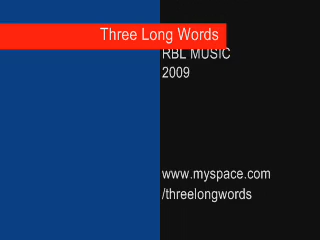 Three Long Words
RBL MUSIC
2009
www.myspace.com
/threelongwords